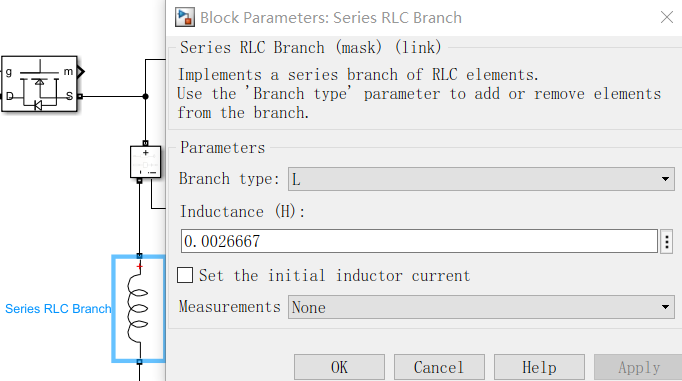 Block Parameters: Series RLC Branch
Series RLC Branch (mask) (link)
Implements a series branch of RLC elements.
Use the 'Branch type' parameter to add or remove elements
from the branch.
Parameters
Branch type: L
Inductance (H):
0.0026667
Set the initial inductor current
Measurements None
OK Cancel Help Apply
g m
D S
+
- i
+
Series RLC Branch